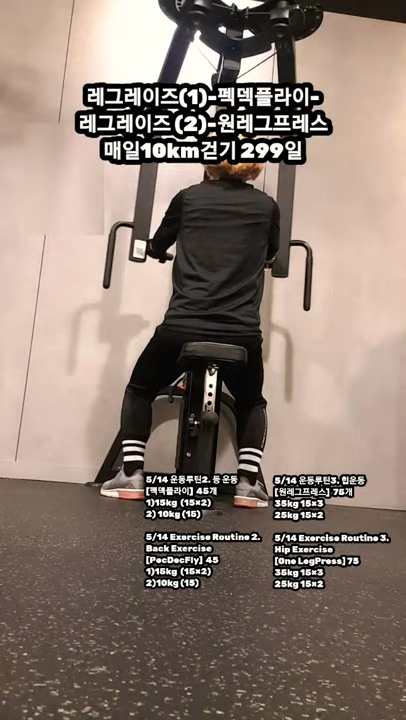 레그레이즈(1)-펙덱플라이-
레그레이즈 (2)-원레그프레스
매일10km걷기 299일
5/14 운동루틴2. 등 운동
[펙덱플라이] 45개
1)15kg (15×2)
2) 10kg (15)
5/14 Exercise Routine 2.
Back Exercise
[PecDecFly] 45
1)15kg (15×2)
2)10kg (15)
5/14 운동루틴3. 힙운동
[원레그프레스] 75개
35kg 15×3
25kg 15×2
5/14 Exercise Routine 3.
Hip Exercise
[One LegPress] 75
35kg 15×3
25kg 15×2